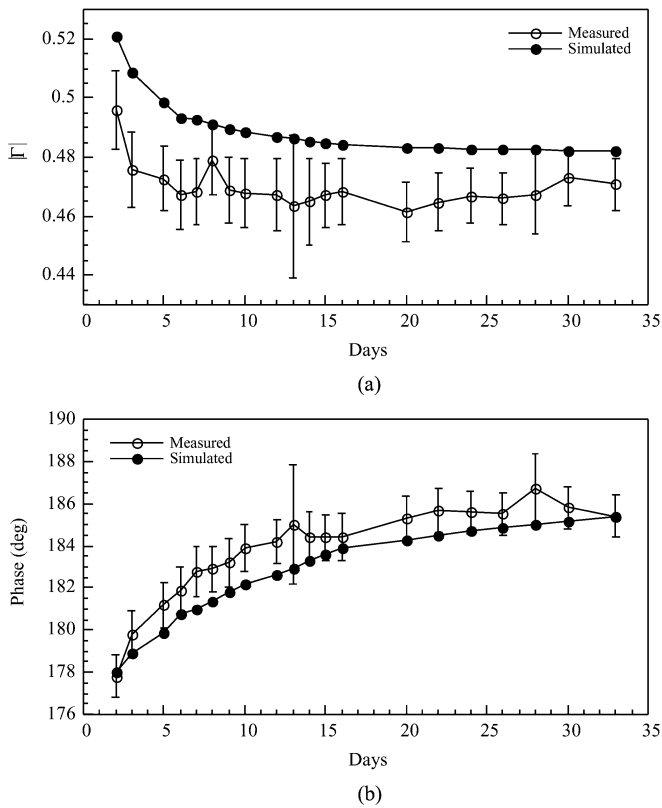 0.52
0.5
0.48
0.46
0.44
|Γ|
Measured
Simulated
0 5 10 15 20 25 30 35
Days
(a)
190
188
186
184
182
180
178
176
Phase (deg)
Measured
Simulated
0 5 10 15 20 25 30 35
Days
(b)